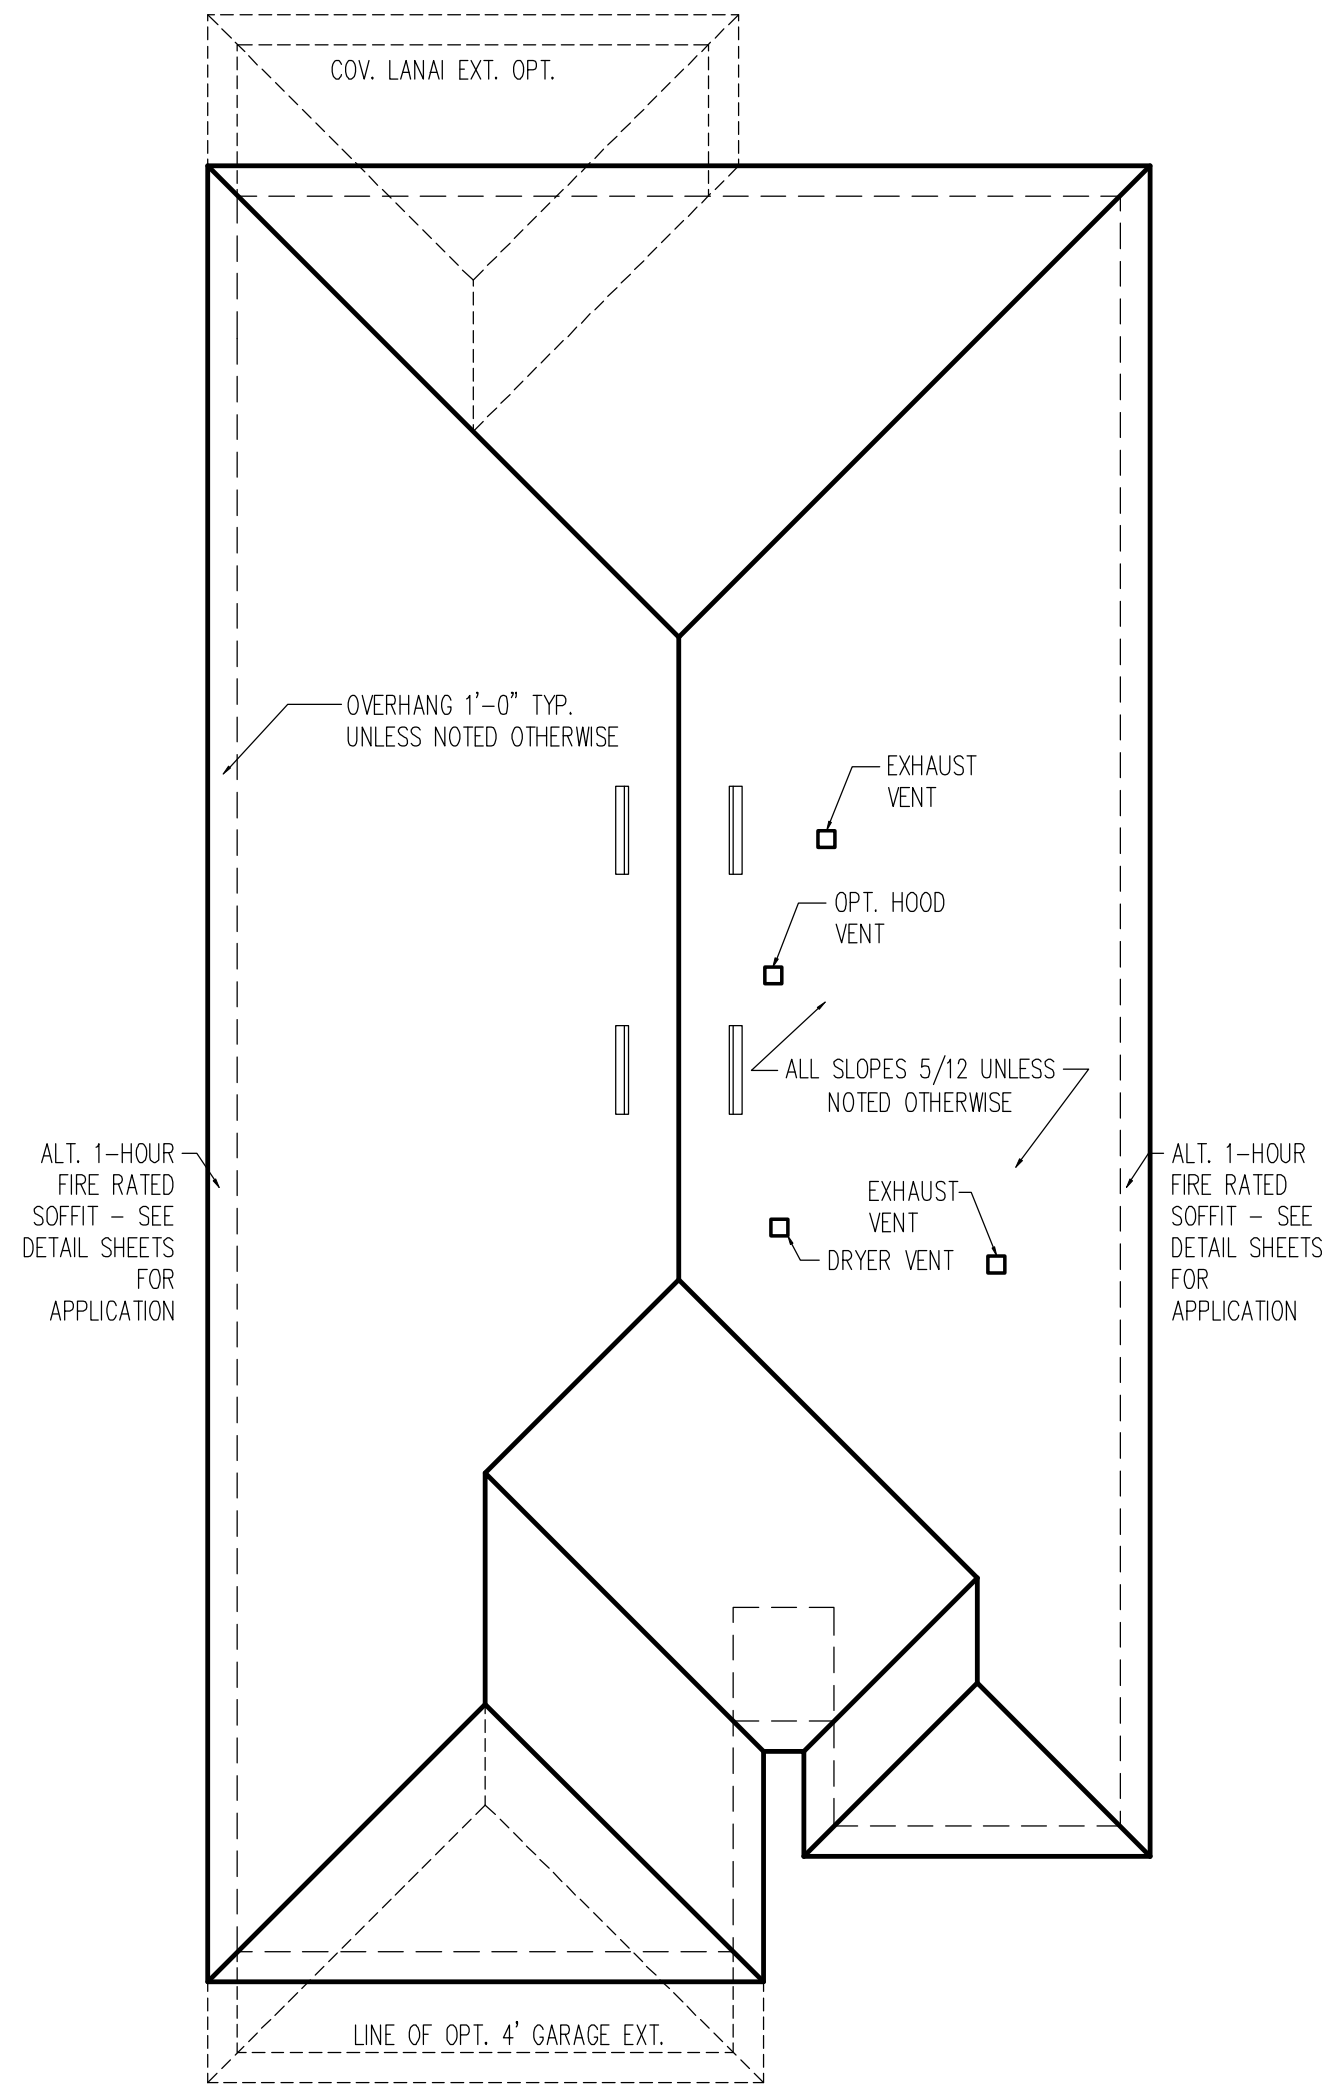 COV. LANAI EXT. OPT.
OVERHANG 1'-0" TYP.
UNLESS NOTED OTHERWISE
EXHAUST
VENT
OPT. HOOD
VENT
ALL SLOPES 5/12 UNLESS
NOTED OTHERWISE
ALT. 1-HOUR
FIRE RATED
SOFFIT - SEE
DETAIL SHEETS
FOR
APPLICATION
EXHAUST
VENT
DRYER VENT
ALT. 1-HOUR
FIRE RATED
SOFFIT - SEE
DETAIL SHEETS
FOR
APPLICATION
LINE OF OPT. 4' GARAGE EXT.